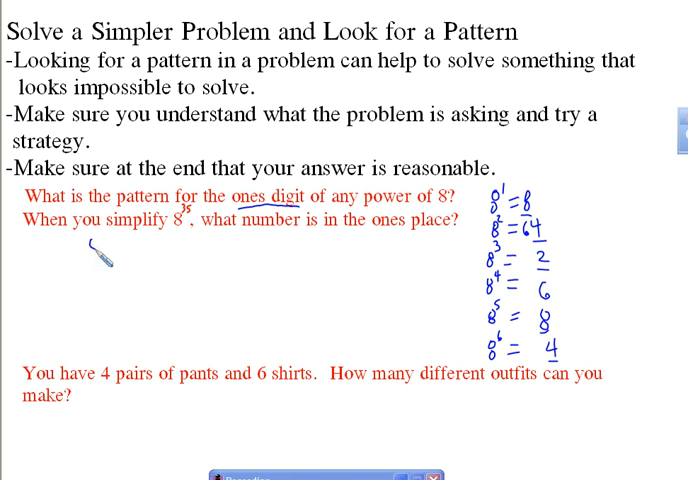 Solve a Simpler Problem and Look for a Pattern
-Looking for a pattern in a problem can help to solve something that
looks impossible to solve.
-Make sure you understand what the problem is asking and try a
strategy.
-Make sure at the end that your answer is reasonable.
What is the pattern for the ones digit of any power of 8?
When you simplify 8³⁵, what number is in the ones place?
8¹=8
8²=64
8³= 2
8⁴= 6
8⁵= 8
8⁶= 4
You have 4 pairs of pants and 6 shirts. How many different outfits can you
make?